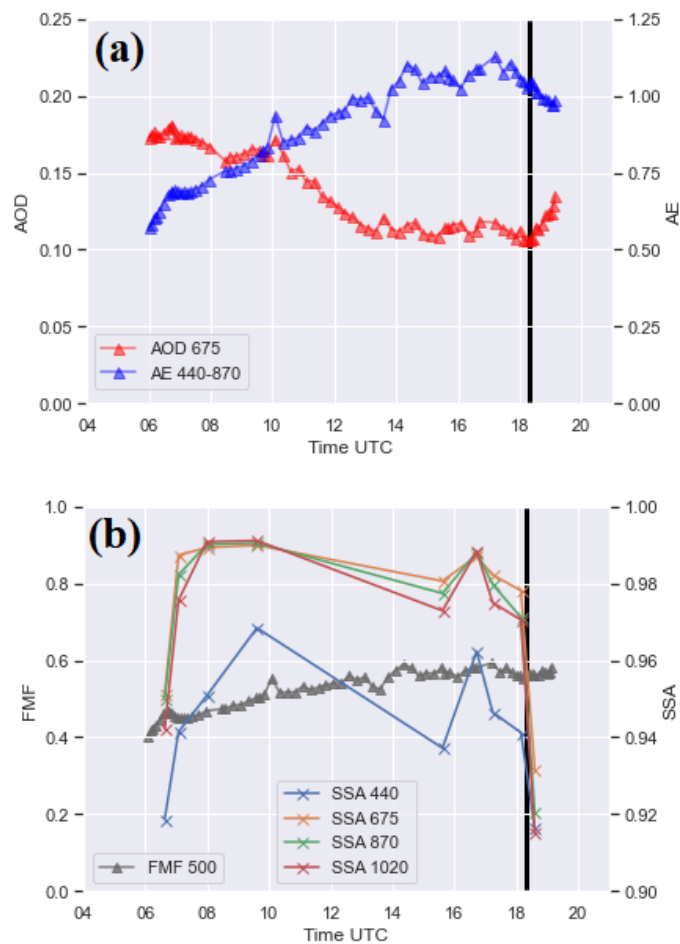 (a)
0.25
0.20
0.15
0.10
0.05
0.00
AOD
1.25
1.00
0.75
0.50
0.25
0.00
AE
AOD 675
AE 440-870
04 06 08 10 12 14 16 18 20
Time UTC
(b)
1.0
0.8
0.6
0.4
0.2
0.0
FMF
1.00
0.98
0.96
0.94
0.92
0.90
SSA
FMF 500
SSA 440
SSA 675
SSA 870
SSA 1020
04 06 08 10 12 14 16 18 20
Time UTC